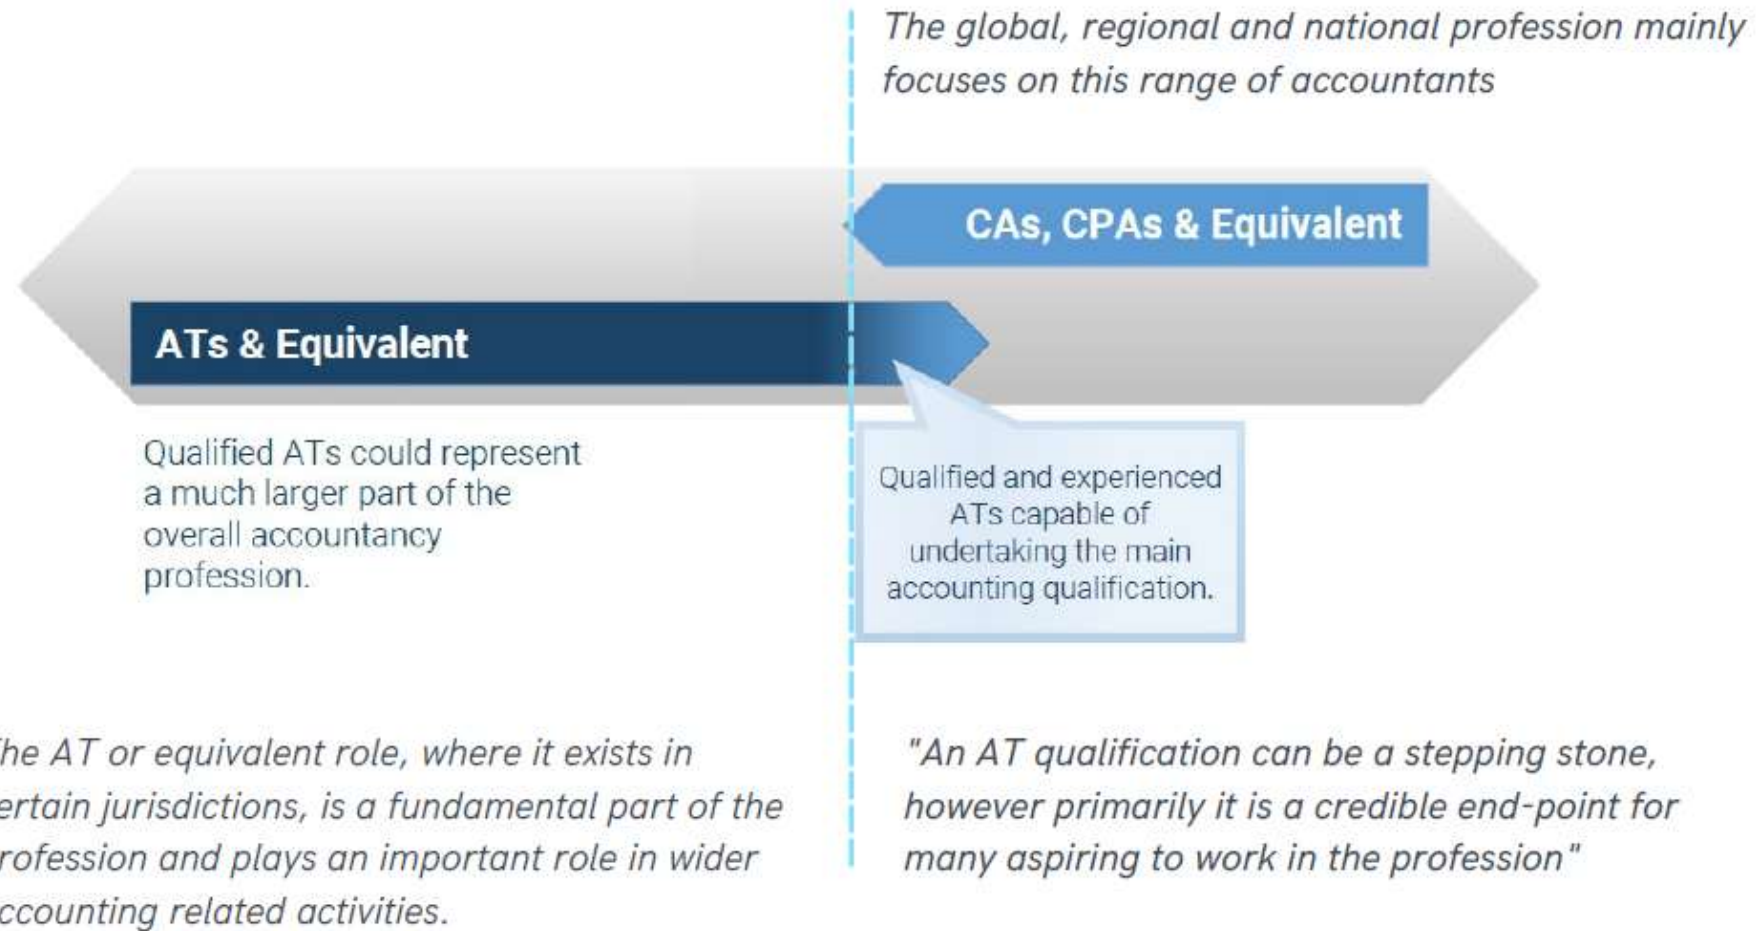 The global, regional and national profession mainly
focuses on this range of accountants
CAs, CPAs & Equivalent
ATs & Equivalent
Qualified ATs could represent
a much larger part of the
overall accountancy
profession.
Qualified and experienced
ATs capable of
undertaking the main
accounting qualification.
he AT or equivalent role, where it exists in
ertain jurisdictions, is a fundamental part of the
rofession and plays an important role in wider
ccounting related activities.
"An AT qualification can be a stepping stone,
however primarily it is a credible end-point for
many aspiring to work in the profession"